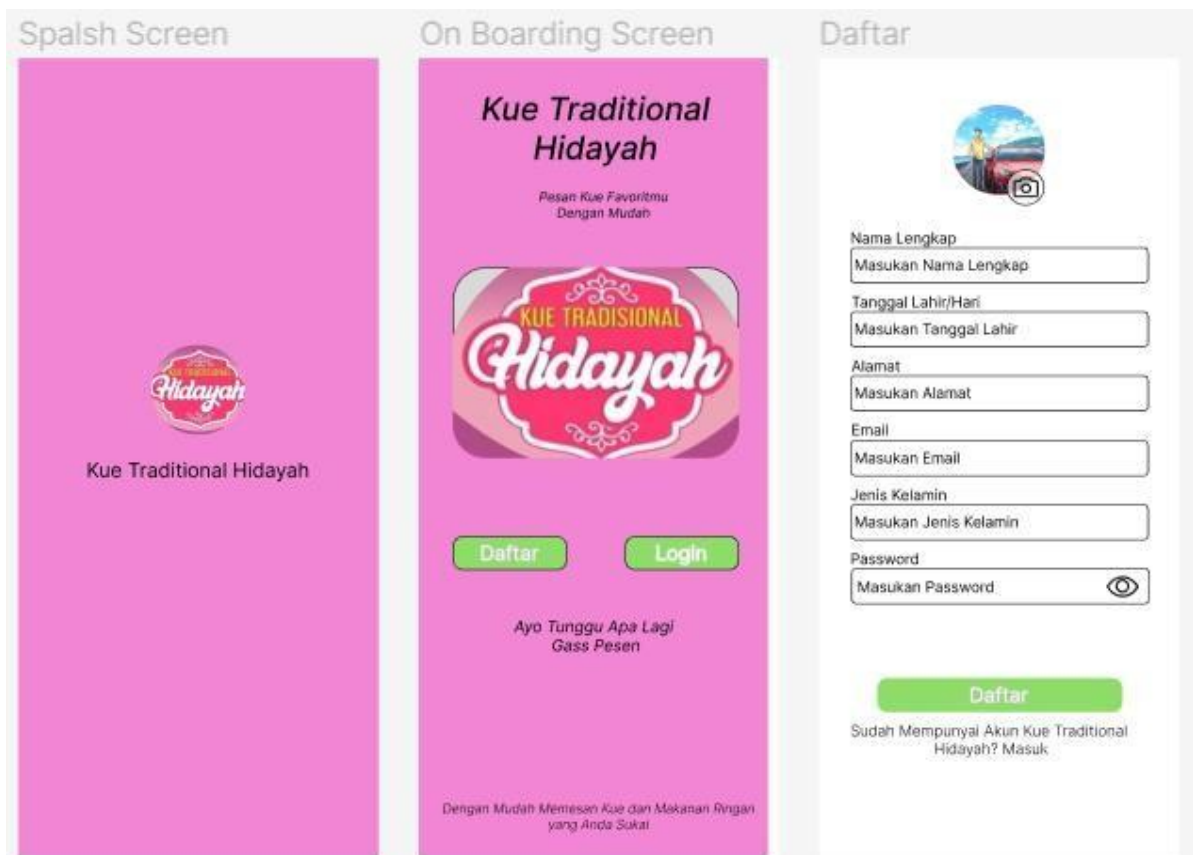 Spalsh Screen
On Boarding Screen
Daftar
Hidayah
Kue Traditional Hidayah
Kue Traditional
Hidayah
Pesan Kue Favoritmu
Dengan Mudah
KUE TRADISIONAL
Hidayah
Daftar
Login
Ayo Tunggu Apa Lagi
Gass Pesen
Dengan Mudah Memesan Kue dan Makanan Ringan
yang Anda Sukai
Nama Lengkap
Masukan Nama Lengkap
Tanggal Lahir/Hari
Masukan Tanggal Lahir
Alamat
Masukan Alamat
Email
Masukan Email
Jenis Kelamin
Masukan Jenis Kelamin
Password
Masukan Password
Daftar
Sudah Mempunyai Akun Kue Traditional
Hidayah? Masuk